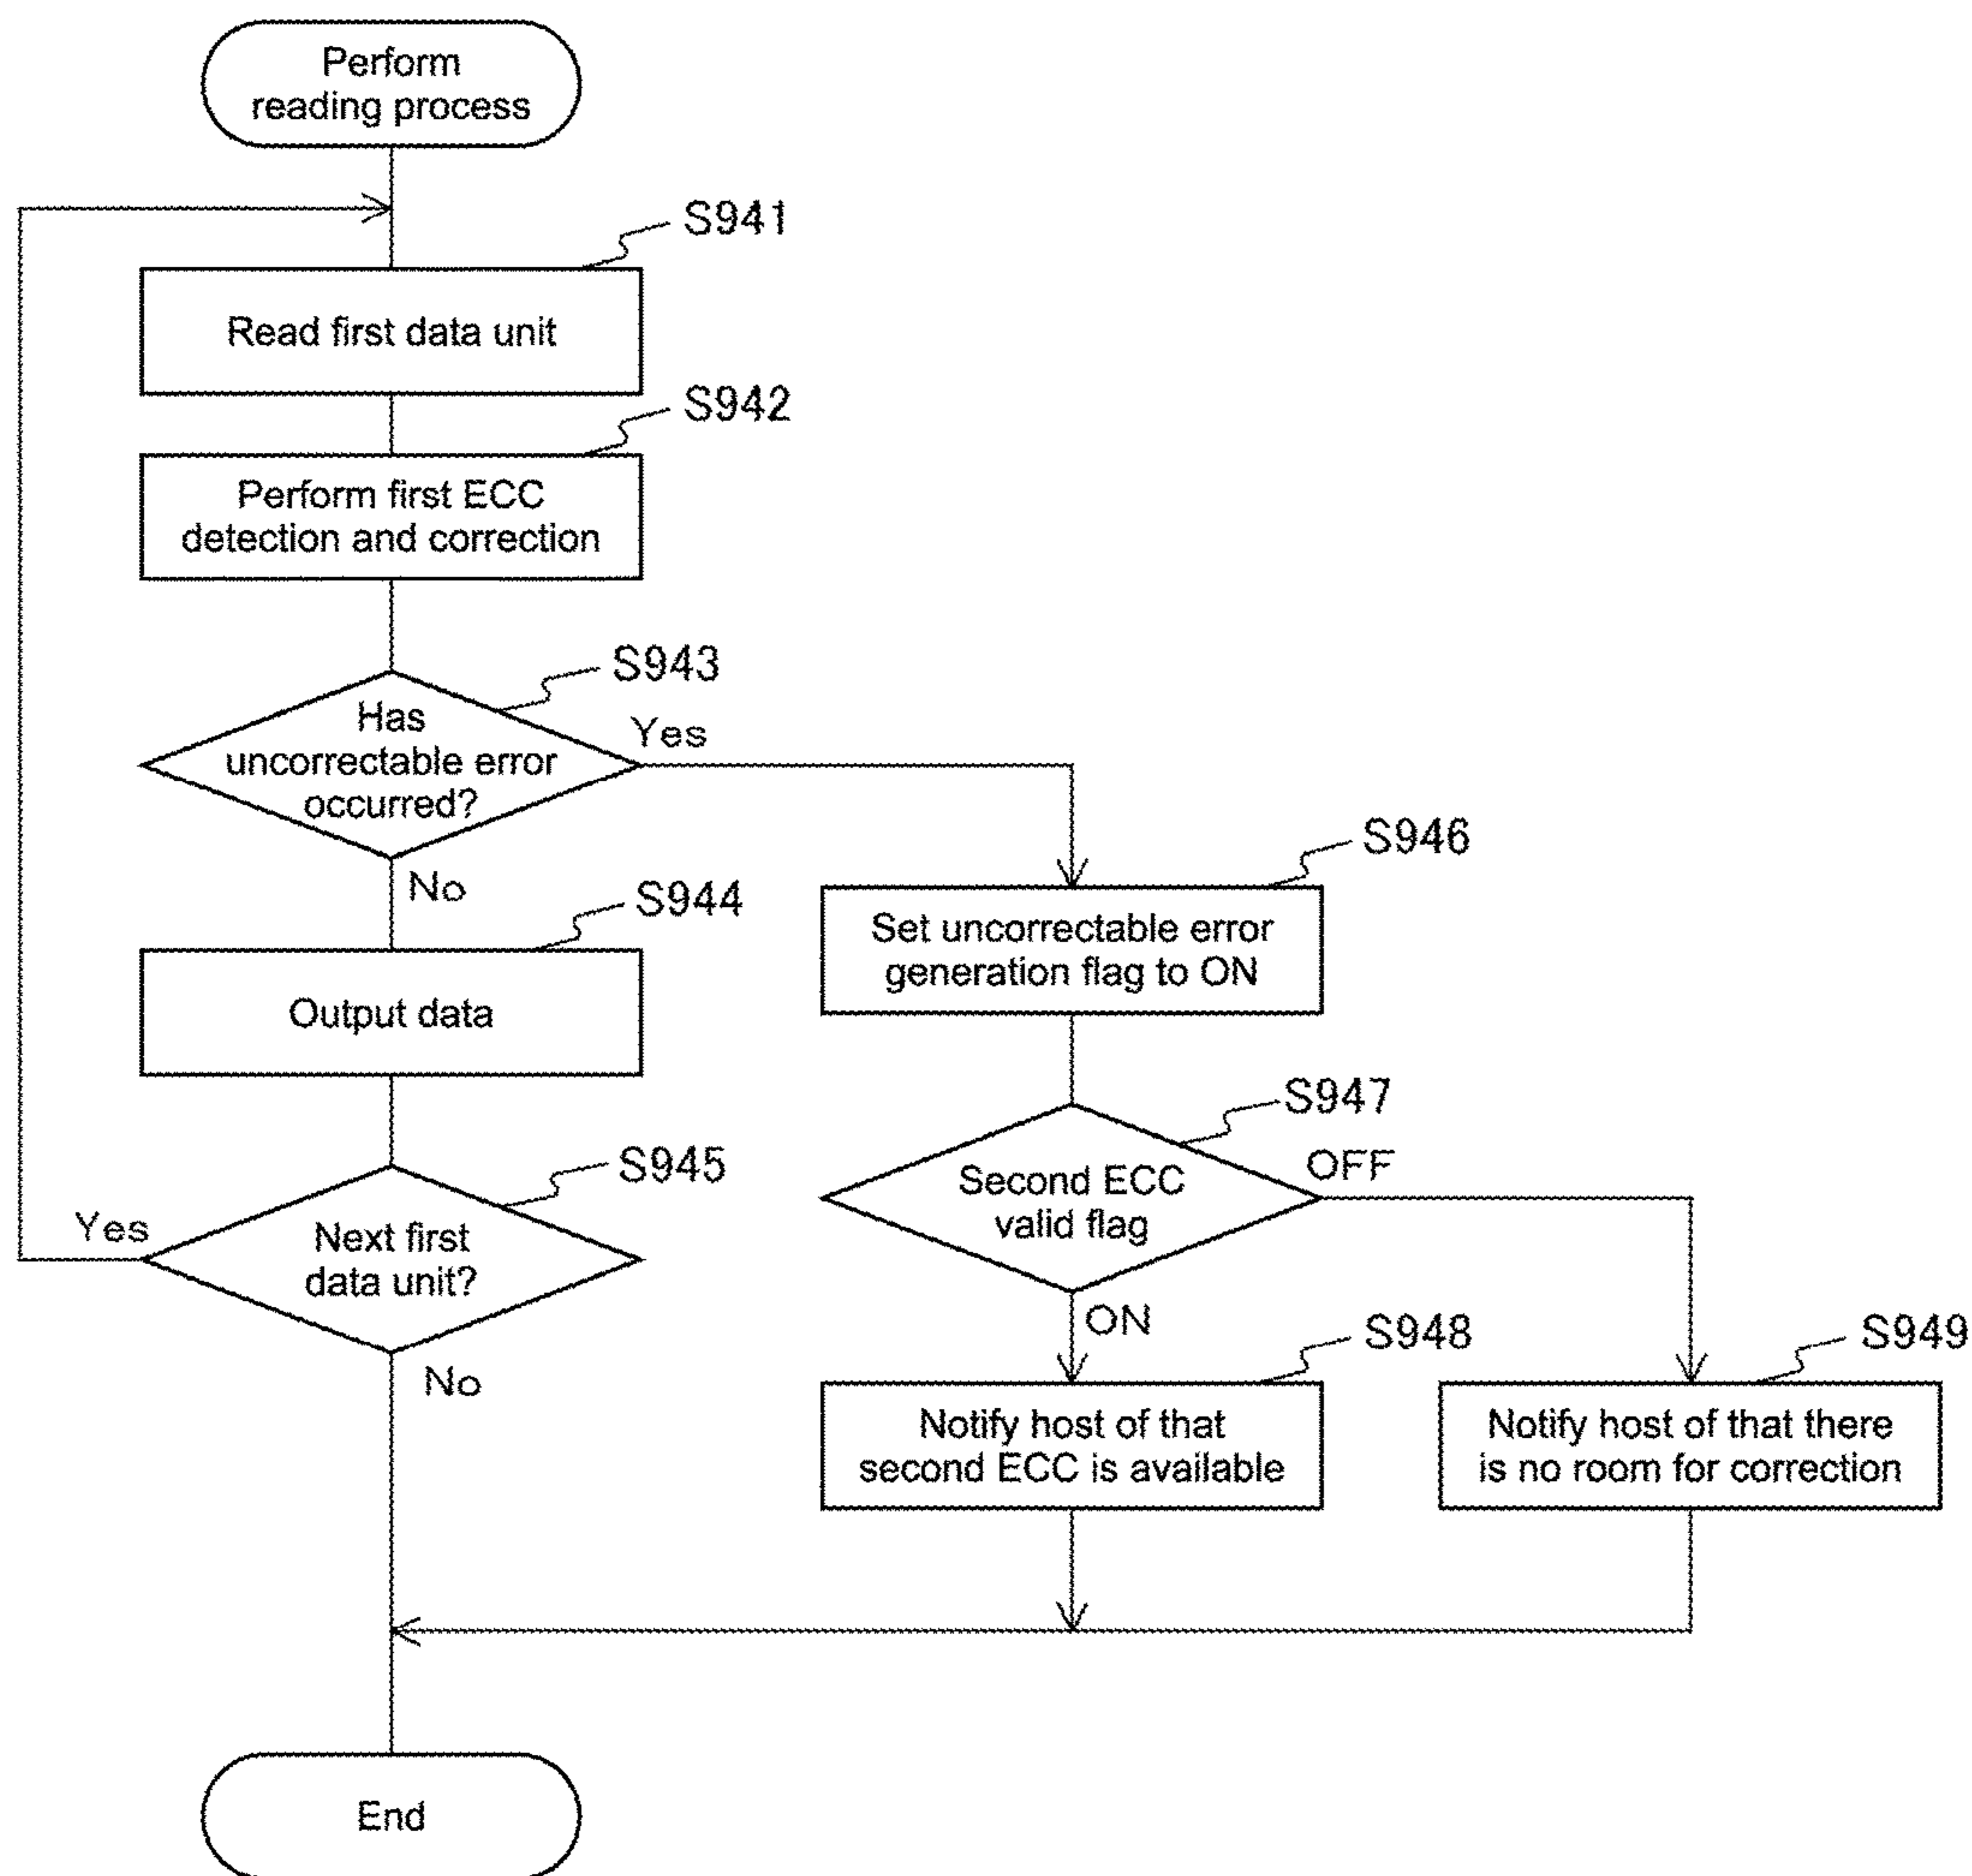 Perform
reading process
S941
Read first data unit
S942
Perform first ECC
detection and correction
S943
Has
uncorrectable error
occurred?
Yes
No
S944
Output data
S945
Next first
data unit?
Yes
No
S946
Set uncorrectable error
generation flag to ON
S947
Second ECC
valid flag
OFF
ON
S948
Notify host of that
second ECC is available
S949
Notify host of that there
is no room for correction
End